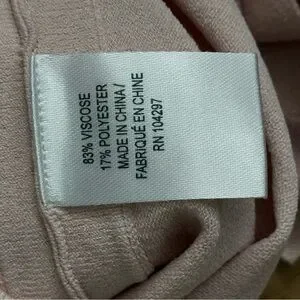 83% VISCOSE
17% POLYESTER
MADE IN CHINA /
FABRIQUÉ EN CHINE
RN 104297